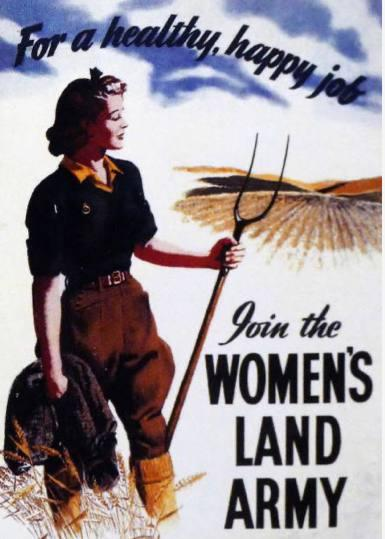 For a healthy, happy job
Join the
WOMEN'S
LAND
ARMY